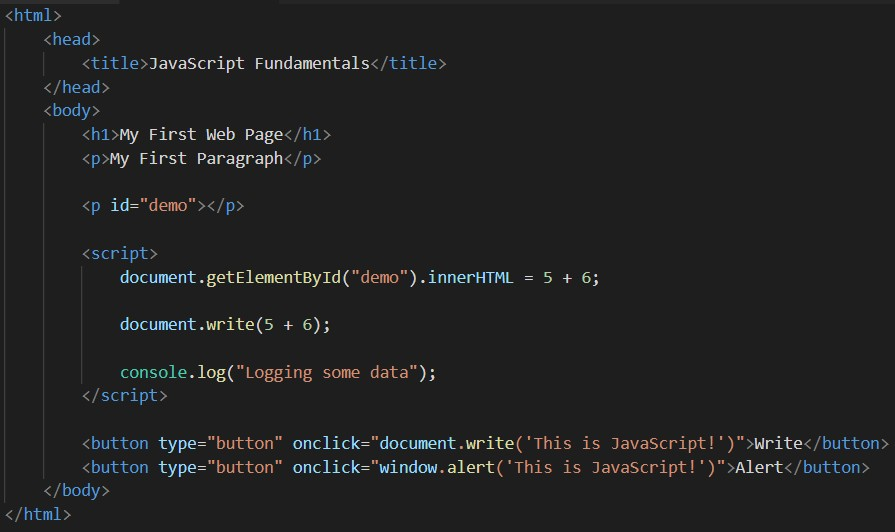 <html>
    <head>
        <title>JavaScript Fundamentals</title>
    </head>
    <body>
        <h1>My First Web Page</h1>
        <p>My First Paragraph</p>

        <p id="demo"></p>

        <script>
            document.getElementById("demo").innerHTML = 5 + 6;

            document.write(5 + 6);

            console.log("Logging some data");
        </script>

        <button type="button" onclick="document.write('This is JavaScript!')">Write</button>
        <button type="button" onclick="window.alert('This is JavaScript!')">Alert</button>
    </body>
</html>